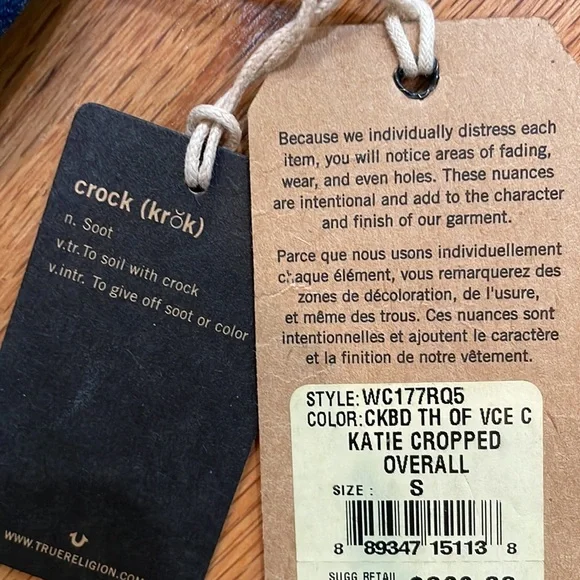 crock (krŏk)
n. Soot
v.tr. To soil with crock
v.intr. To give off soot or color
WWW.TRUERELIGION.COM
Because we individually distress each
item, you will notice areas of fading,
wear, and even holes. These nuances
are intentional and add to the character
and finish of our garment.
Parce que nous usons individuellement
chaque élément, vous remarquerez des
zones de décoloration, de l'usure,
et même des trous. Ces nuances sont
intentionnelles et ajoutent le caractère
et la finition de notre vêtement.
STYLE:WC177RQ5
COLOR:CKBD TH OF VCE C
KATIE CROPPED
OVERALL
SIZE: S
8 89347 15113 8
SUGG RETAIL